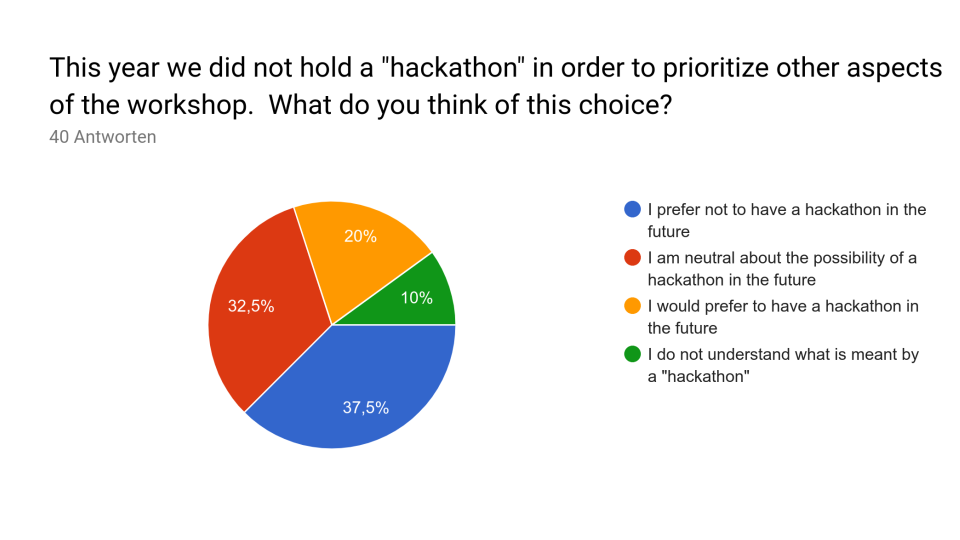 This year we did not hold a "hackathon" in order to prioritize other aspects
of the workshop.  What do you think of this choice?
40 Antworten
20%
10%
32,5%
37,5%
I prefer not to have a hackathon in the
future
I am neutral about the possibility of a
hackathon in the future
I would prefer to have a hackathon in
the future
I do not understand what is meant by
a "hackathon"